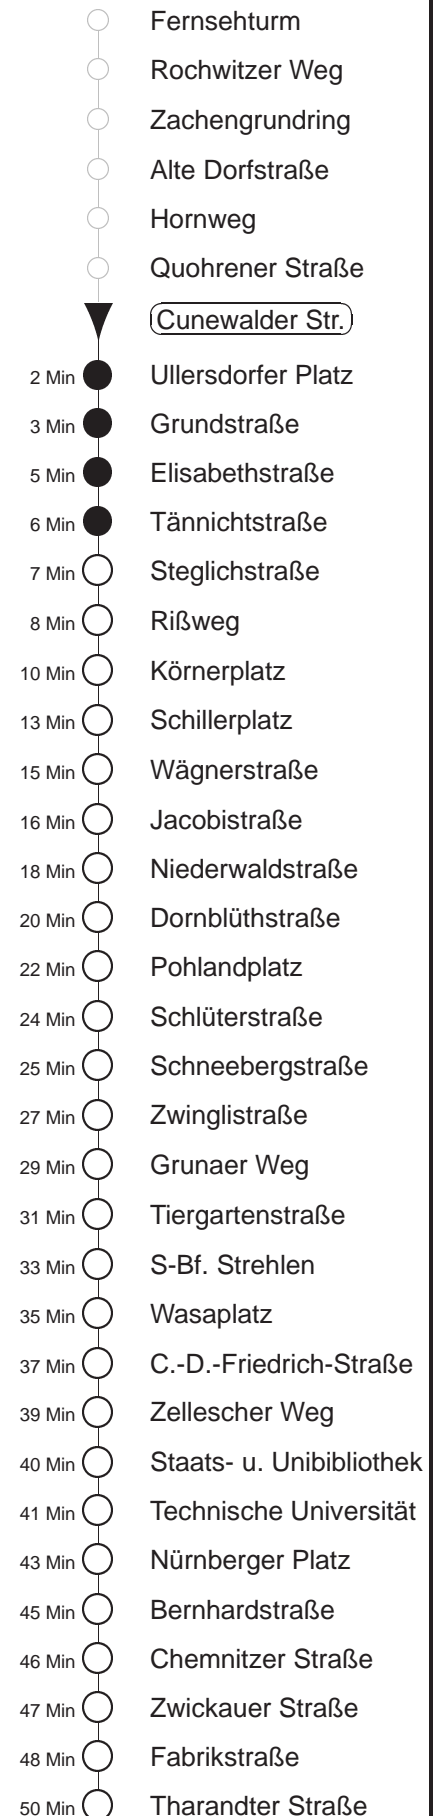 Fernsehturm
Rochwitzer Weg
Zachengrundring
Alte Dorfstraße
Hornweg
Quohrener Straße
Cunewalder Str.
2 Min Ullersdorfer Platz
3 Min Grundstraße
5 Min Elisabethstraße
6 Min Tännichtstraße
7 Min Steglichstraße
8 Min Rißweg
10 Min Körnerplatz
13 Min Schillerplatz
15 Min Wägnerstraße
16 Min Jacobistraße
18 Min Niederwaldstraße
20 Min Dornblüthstraße
22 Min Pohlandplatz
24 Min Schlüterstraße
25 Min Schneebergstraße
27 Min Zwinglistraße
29 Min Grunaer Weg
31 Min Tiergartenstraße
33 Min S-Bf. Strehlen
35 Min Wasaplatz
37 Min C.-D.-Friedrich-Straße
39 Min Zellescher Weg
40 Min Staats- u. Unibibliothek
41 Min Technische Universität
43 Min Nürnberger Platz
45 Min Bernhardstraße
46 Min Chemnitzer Straße
47 Min Zwickauer Straße
48 Min Fabrikstraße
50 Min Tharandter Straße